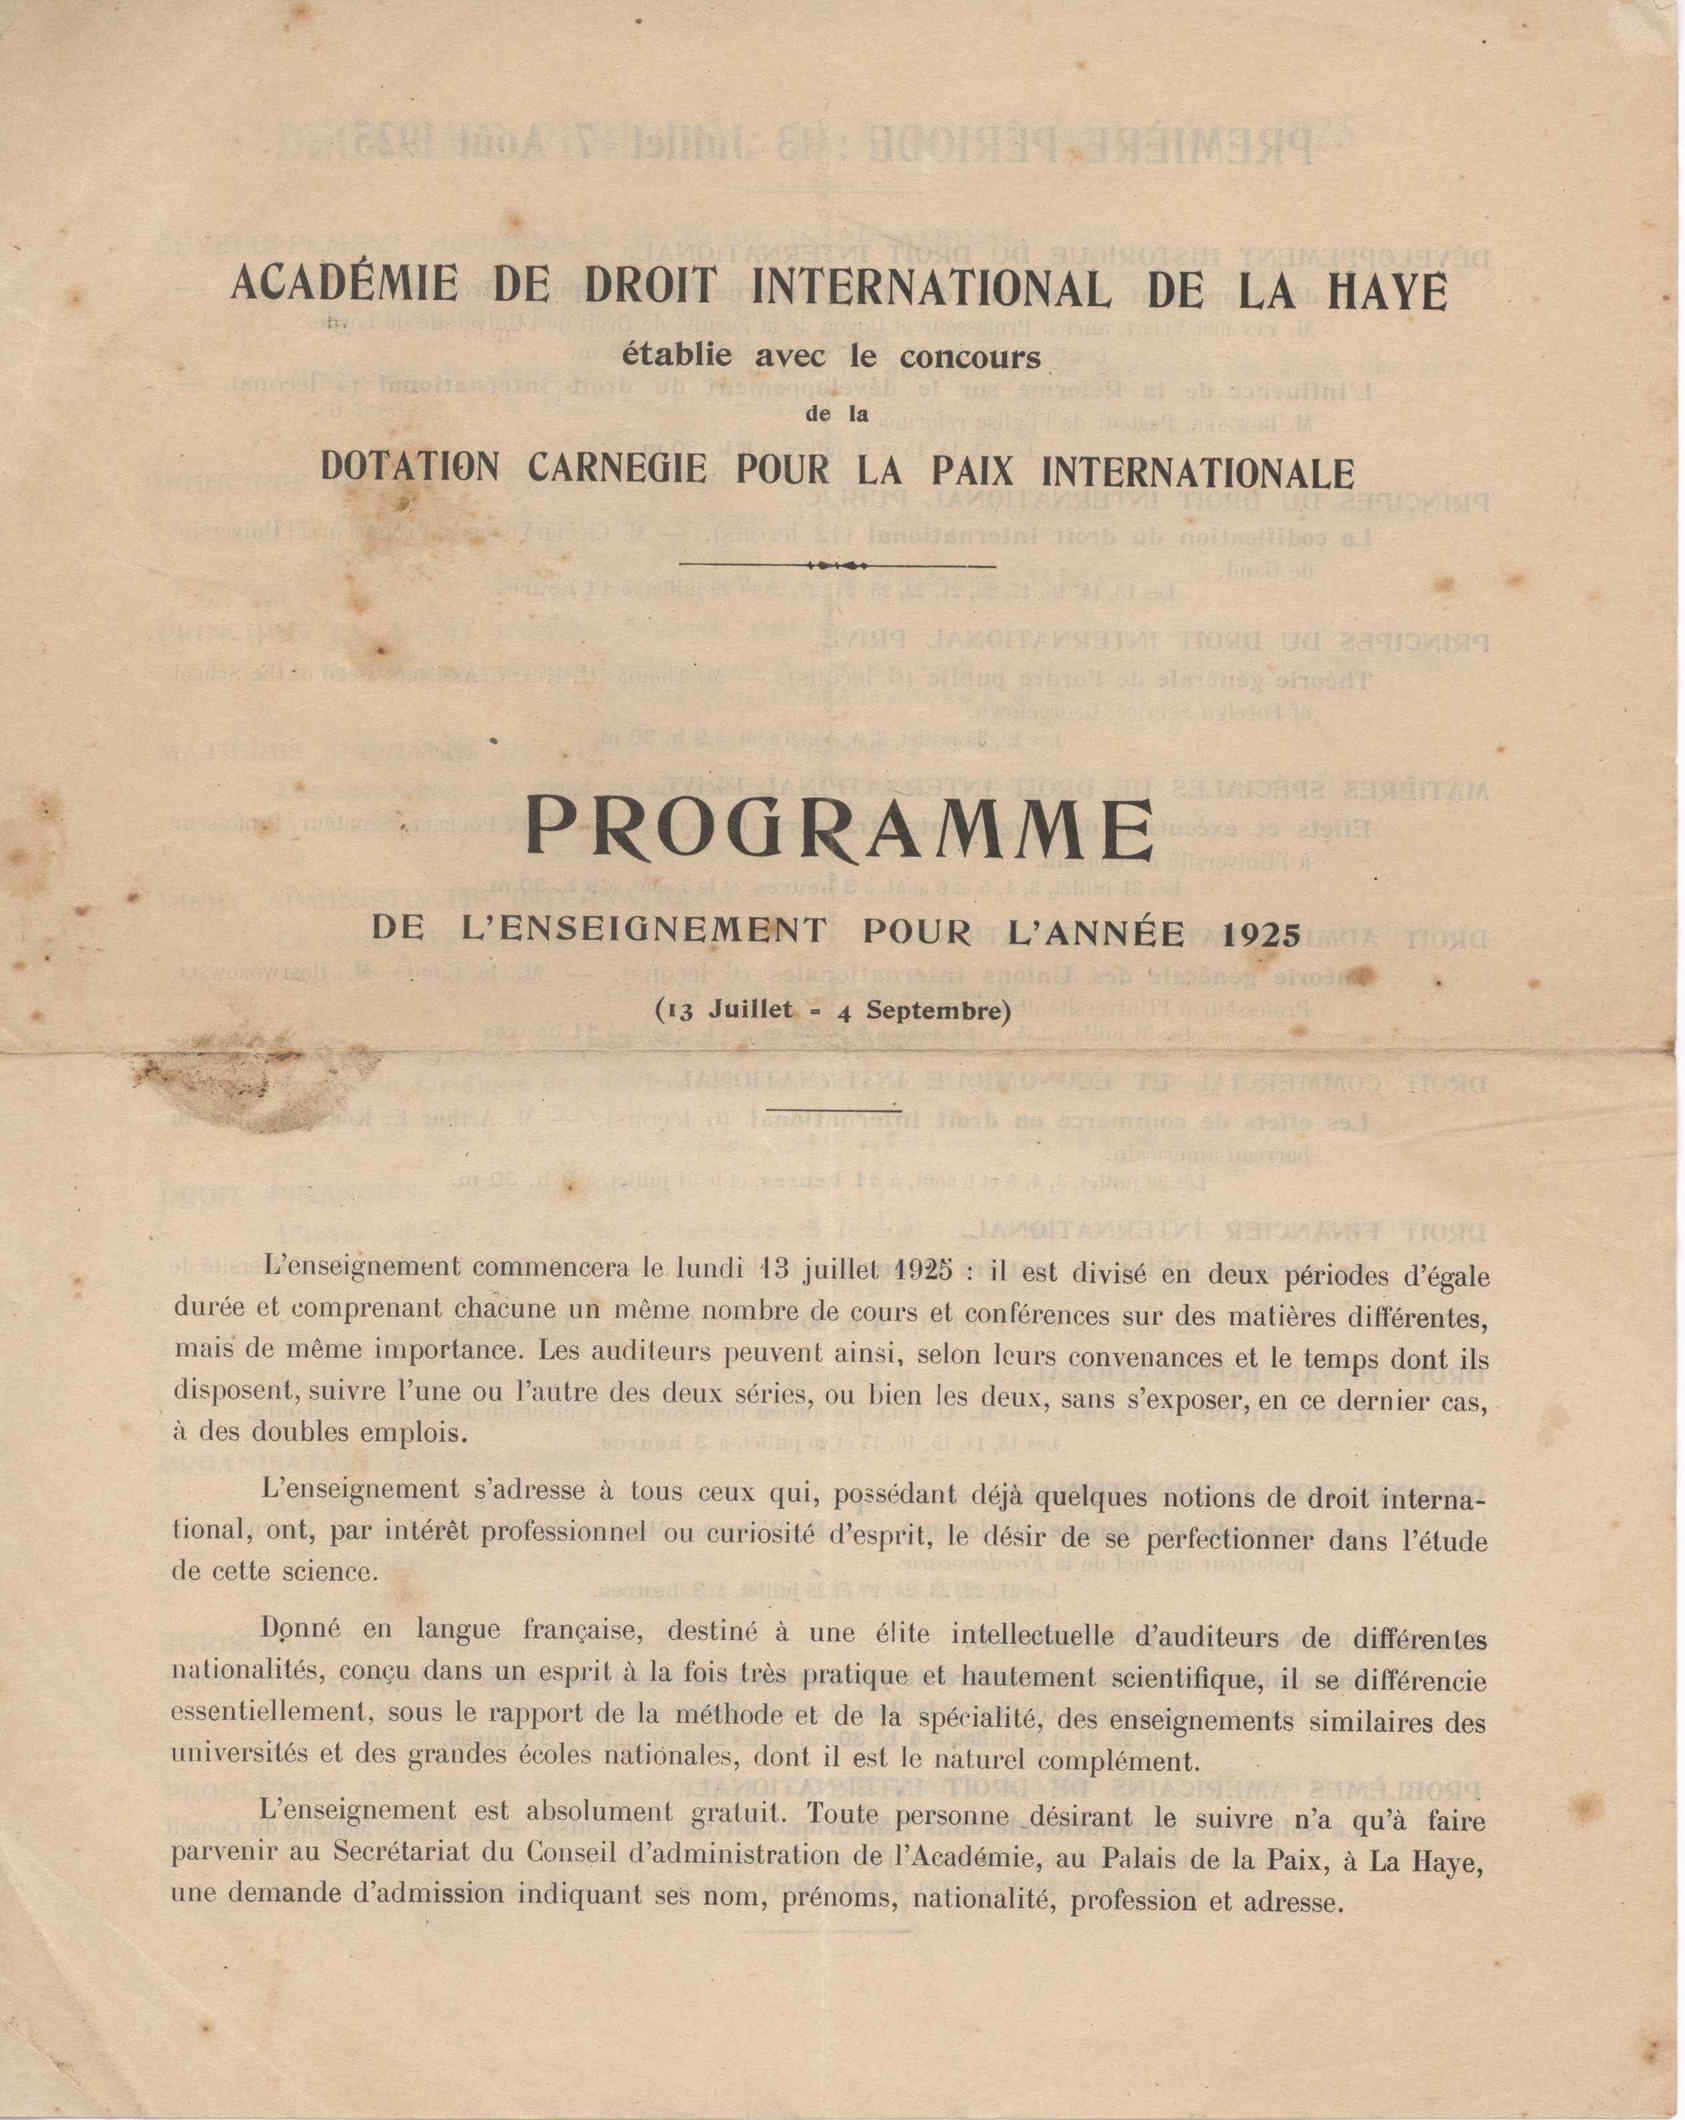 ACADÉMIE DE DROIT INTERNATIONAL DE LA HAYE
établie avec le concours
de la
DOTATION CARNEGIE POUR LA PAIX INTERNATIONALE
PROGRAMME
DE L'ENSEIGNEMENT POUR L'ANNÉE 1925
(13 Juillet - 4 Septembre)
L'enseignement commencera le lundi 13 juillet 1925 : il est divisé en deux périodes d'égale
durée et comprenant chacune un même nombre de cours et conférences sur des matières différentes,
mais de même importance. Les auditeurs peuvent ainsi, selon leurs convenances et le temps dont ils
disposent, suivre l'une ou l'autre des deux séries, ou bien les deux, sans s'exposer, en ce dernier cas,
à des doubles emplois.
L'enseignement s'adresse à tous ceux qui, possédant déjà quelques notions de droit interna-
tional, ont, par intérêt professionnel ou curiosité d'esprit, le désir de se perfectionner dans l'étude
de cette science.
Donné en langue française, destiné à une élite intellectuelle d'auditeurs de différentes
nationalités, conçu dans un esprit à la fois très pratique et hautement scientifique, il se différencie
essentiellement, sous le rapport de la méthode et de la spécialité, des enseignements similaires des
universités et des grandes écoles nationales, dont il est le naturel complément.
L'enseignement est absolument gratuit. Toute personne désirant le suivre n'a qu'à faire
parvenir au Secrétariat du Conseil d'administration de l'Académie, au Palais de la Paix, à La Haye,
une demande d'admission indiquant ses nom, prénoms, nationalité, profession et adresse.